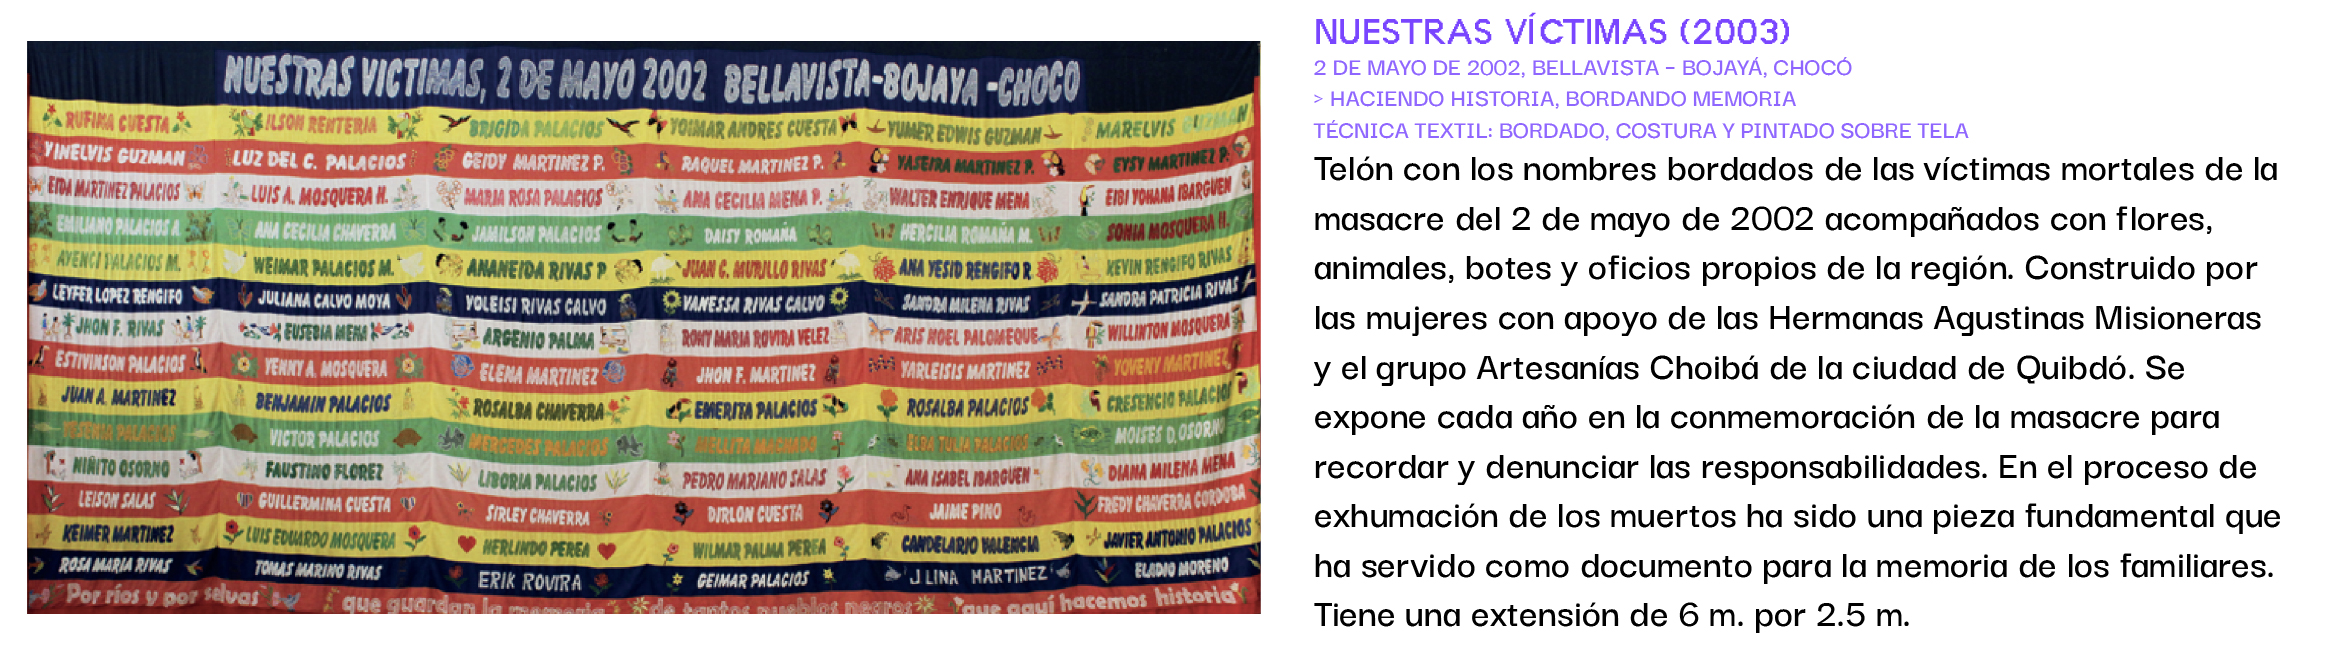 NUESTRAS VICTIMAS, 2 DE MAYO 2002 BELLAVISTA-BOJAYA -CHOCO
RUFINA CUESTA ILSON RENTERIA BRIGIDA PALACIOS YOIMAR ANDRES CUESTA YUMER EDWIS GUZMAN MARELVIS GUZMAN
YINELVIS GUZMAN LUZ DEL C. PALACIOS GEIDY MARTINEZ P. RAQUEL MARTINEZ P. YASEIRA MARTINEZ P. EYSY MARTINEZ P.
EIDA MARTINEZ PALACIOS LUIS A. MOSQUERA H. MARIA ROSA PALACIOS ANA CECILIA MENA P. WALTER ENRIQUE MENA EIBI YOHANA IBARGUEN
EMILIANO PALACIOS A. ANA CECILIA CHAVERRA JAMILSON PALACIOS DAISY ROMAÑA HERCILIA ROMAÑA M. SONIA MOSQUERA H.
AYENCI PALACIOS M. WEIMAR PALACIOS M. ANANEIDA RIVAS P JUAN C. MURILLO RIVAS ANA YESID RENGIFO R KEVIN RENGIFO RIVAS
LEYFER LOPEZ RENGIFO JULIANA CALVO MOYA YOLEISI RIVAS CALVO VANESSA RIVAS CALVO SANDRA MILENA RIVAS SANDRA PATRICIA RIVAS
JHON F. RIVAS EUSEBIA MENA ARGENIO PALMA RONY MARIA ROVIRA VELEZ ARIS NOEL PALOMEQUE WILLINTON MOSQUERA
ESTIVINSON PALACIOS YENNY A. MOSQUERA ELENA MARTINEZ JHON F. MARTINEZ YARLEISIS MARTINEZ YOVENY MARTINEZ
JUAN A. MARTINEZ BENJAMIN PALACIOS ROSALBA CHAVERRA EMERITA PALACIOS ROSALBA PALACIOS CRESENCIO PALACIOS
YESENIA PALACIOS VICTOR PALACIOS MERCEDES PALACIOS MELLITA MACHADO ELBA TULIA PALACIOS MOISES D. OSORNO
NIÑITO OSORNO FAUSTINO FLOREZ LIBORIA PALACIOS PEDRO MARIANO SALAS ANA ISABEL IBARGUEN DIANA MILENA MENA
LEISON SALAS GUILLERMINA CUESTA SIRLEY CHAVERRA DIRLON CUESTA JAIME PINO FREDY CHAVERRA CORDOBA
KEIMER MARTINEZ LUIS EDUARDO MOSQUERA HERLINDO PEREA WILMAR PALMA PEREA CANDELARIO VALENCIA JAVIER ANTONIO PALACIOS
ROSA MARIA RIVAS TOMAS MARINO RIVAS ERIK ROVIRA GEIMAR PALACIOS J LINA MARTINEZ ELADIO MORENO
Por ríos y por selvas que guardan la memoria de tantos pueblos negros que aquí hacemos historia
NUESTRAS VÍCTIMAS (2003)
2 DE MAYO DE 2002, BELLAVISTA – BOJAYÁ, CHOCÓ
> HACIENDO HISTORIA, BORDANDO MEMORIA
TÉCNICA TEXTIL: BORDADO, COSTURA Y PINTADO SOBRE TELA
Telón con los nombres bordados de las víctimas mortales de la
masacre del 2 de mayo de 2002 acompañados con flores,
animales, botes y oficios propios de la región. Construido por
las mujeres con apoyo de las Hermanas Agustinas Misioneras
y el grupo Artesanías Choibá de la ciudad de Quibdó. Se
expone cada año en la conmemoración de la masacre para
recordar y denunciar las responsabilidades. En el proceso de
exhumación de los muertos ha sido una pieza fundamental que
ha servido como documento para la memoria de los familiares.
Tiene una extensión de 6 m. por 2.5 m.